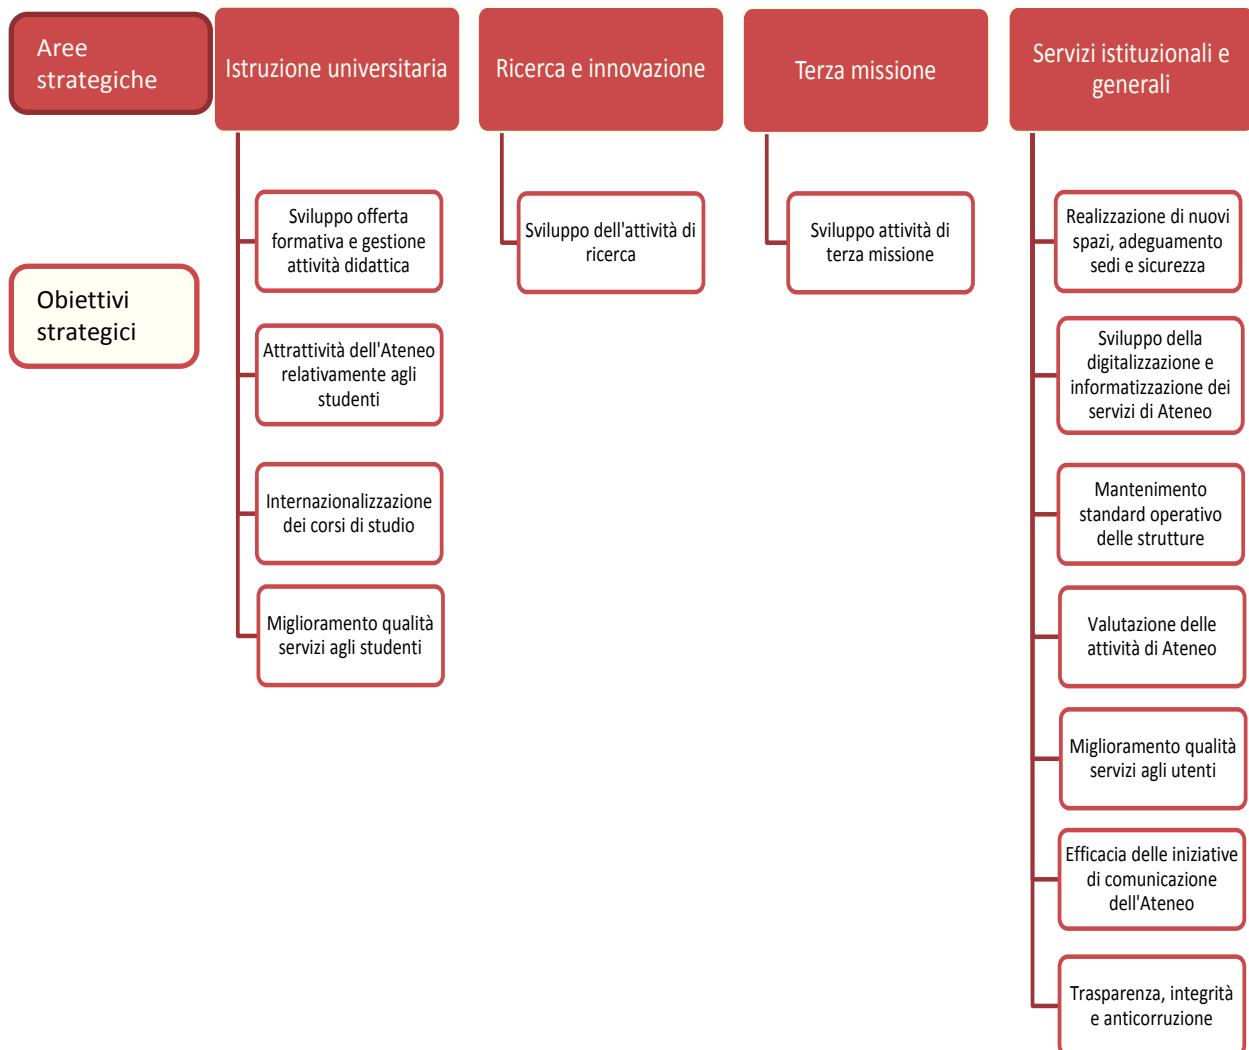 Aree
strategiche
Istruzione universitaria
Ricerca e innovazione
Terza missione
Servizi istituzionali e
generali
Obiettivi
strategici
Sviluppo offerta
formativa e gestione
attività didattica
Attrattività dell'Ateneo
relativamente agli
studenti
Internazionalizzazione
dei corsi di studio
Miglioramento qualità
servizi agli studenti
Sviluppo dell'attività di
ricerca
Sviluppo attività di
terza missione
Realizzazione di nuovi
spazi, adeguamento
sedi e sicurezza
Sviluppo della
digitalizzazione e
informatizzazione dei
servizi di Ateneo
Mantenimento
standard operativo
delle strutture
Valutazione delle
attività di Ateneo
Miglioramento qualità
servizi agli utenti
Efficacia delle iniziative
di comunicazione
dell'Ateneo
Trasparenza, integrità
e anticorruzione